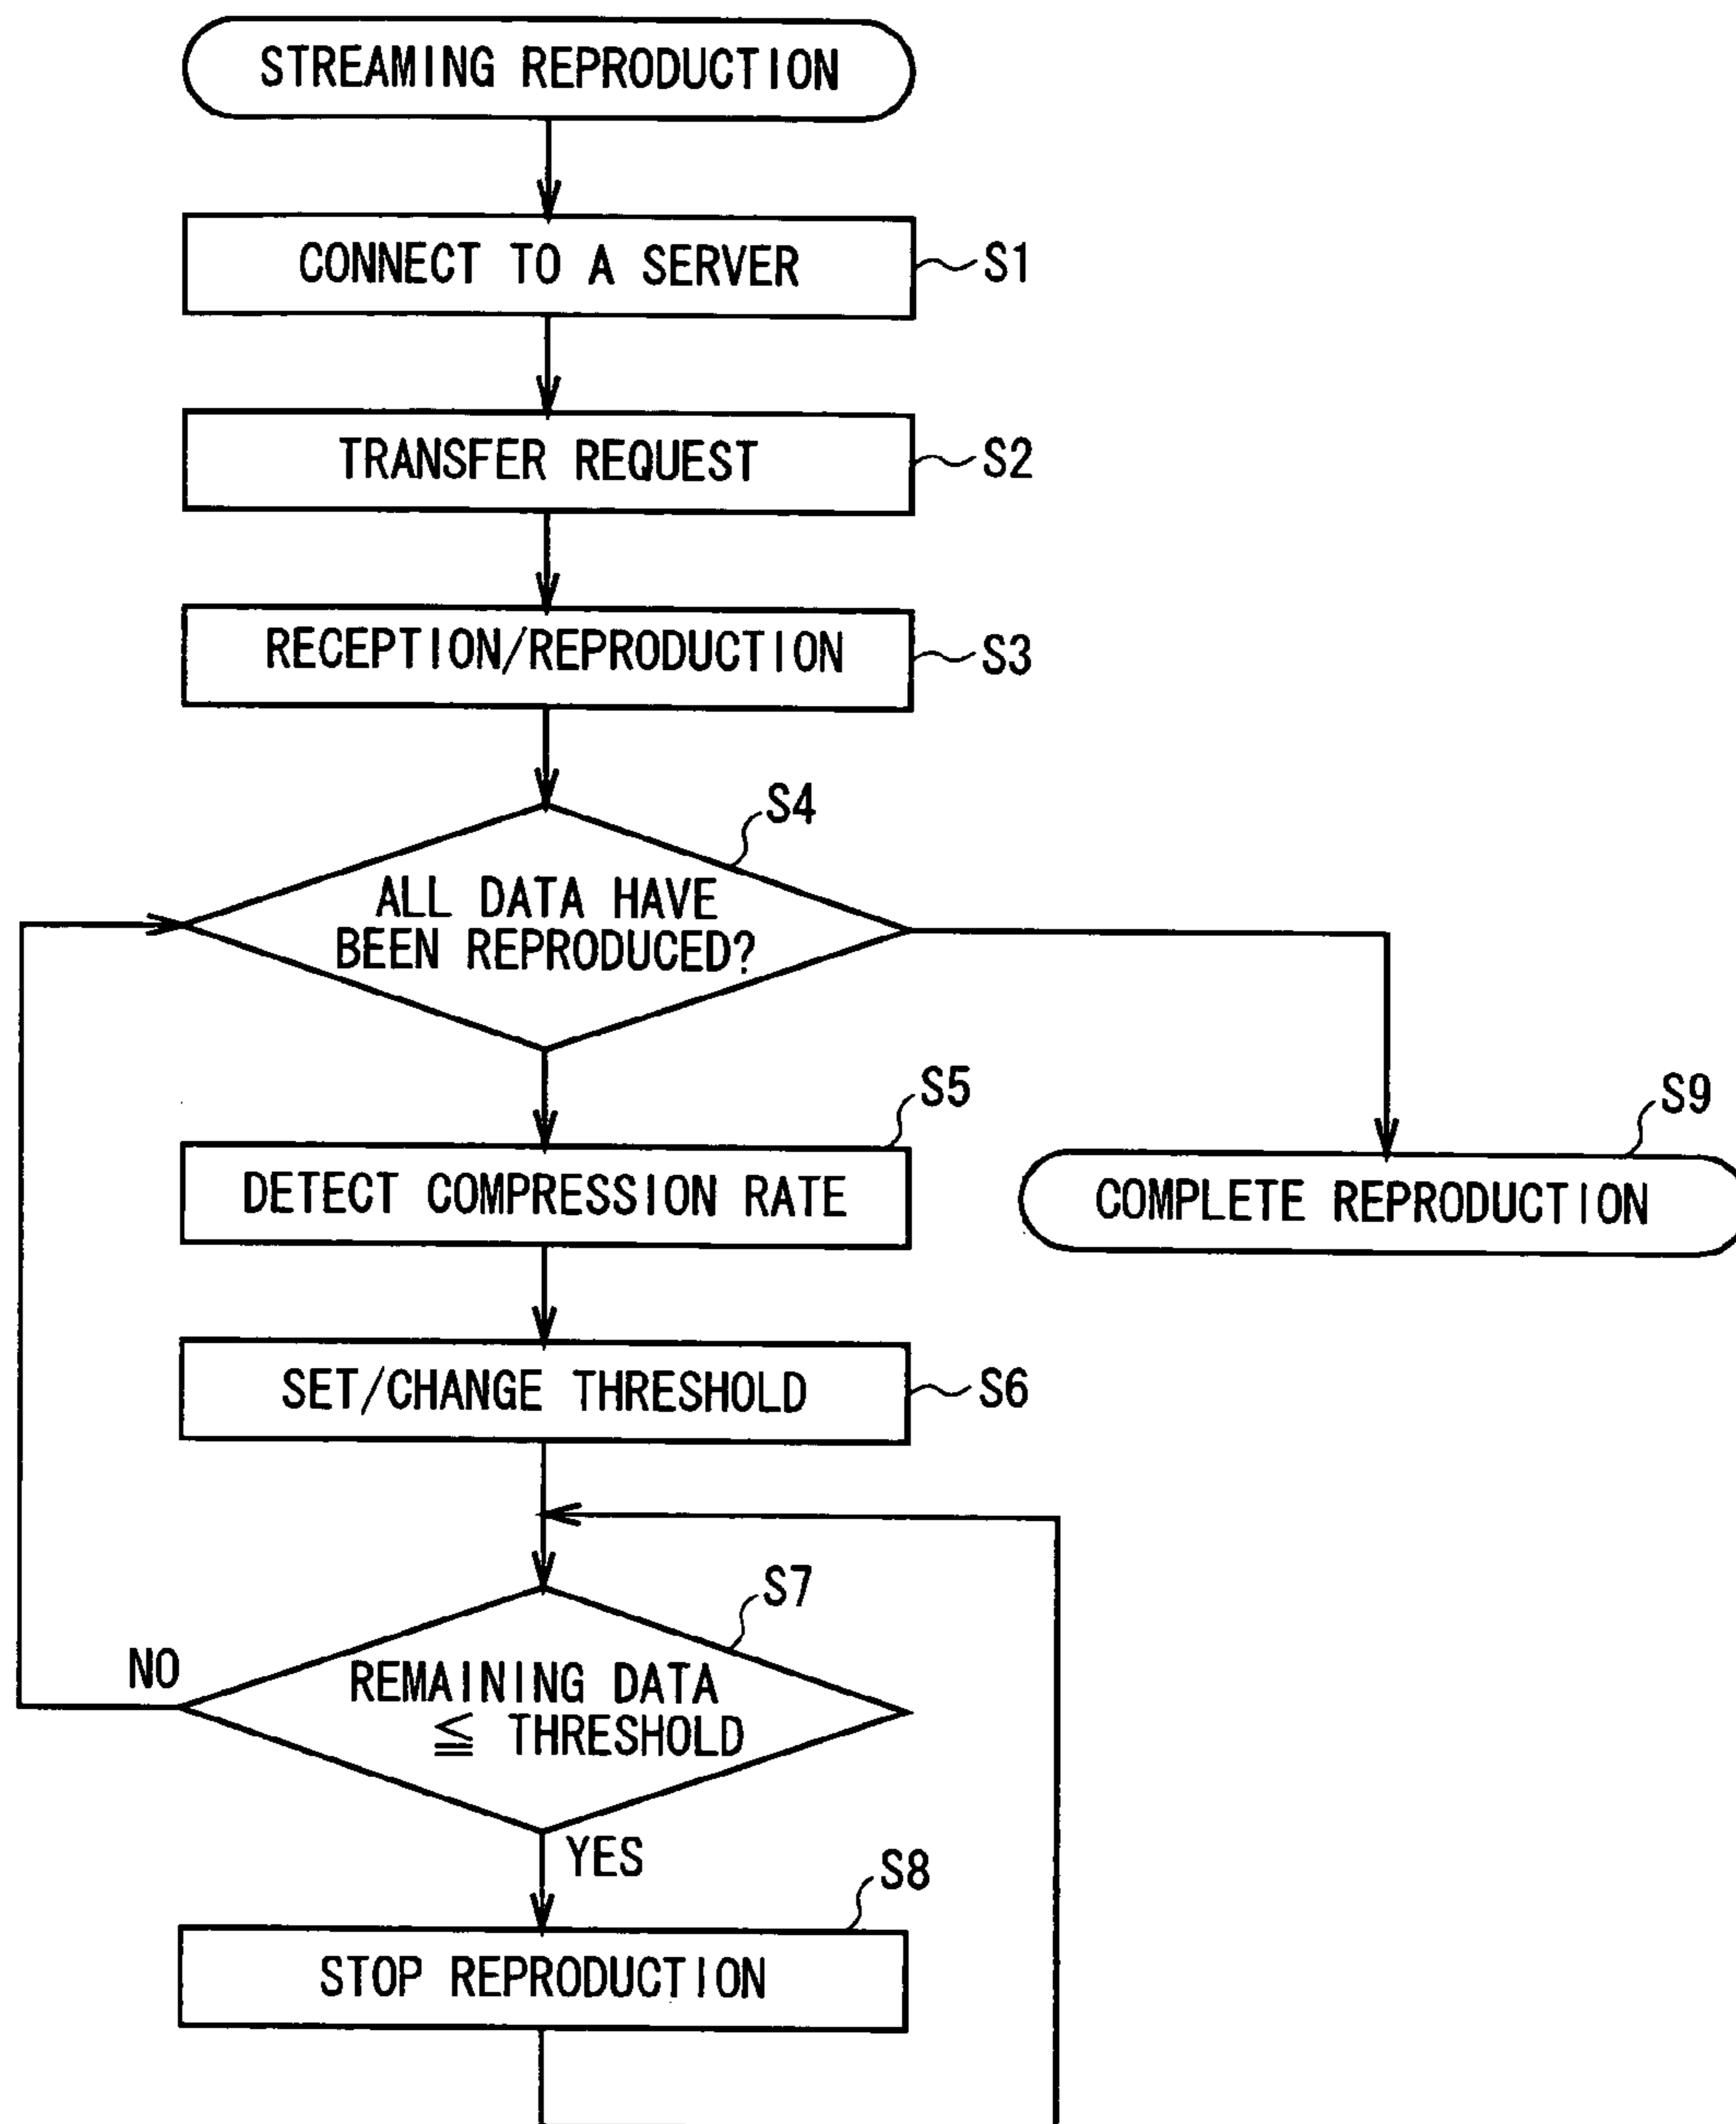 STREAMING REPRODUCTION
CONNECT TO A SERVER
S1
TRANSFER REQUEST
S2
RECEPTION/REPRODUCTION
S3
S4
ALL DATA HAVE
BEEN REPRODUCED?
S5
DETECT COMPRESSION RATE
S9
COMPLETE REPRODUCTION
SET/CHANGE THRESHOLD
S6
S7
NO
REMAINING DATA
≦ THRESHOLD
YES
S8
STOP REPRODUCTION